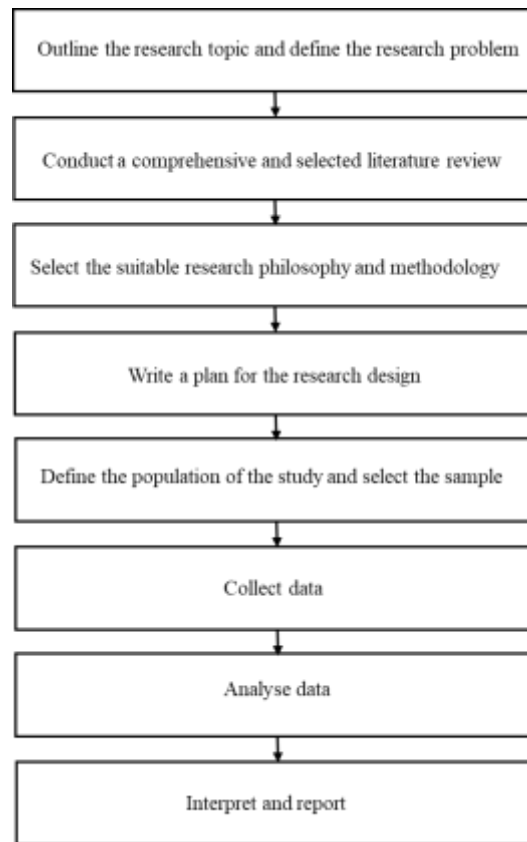 Outline the research topic and define the research problem
Conduct a comprehensive and selected literature review
Select the suitable research philosophy and methodology
Write a plan for the research design
Define the population of the study and select the sample
Collect data
Analyse data
Interpret and report